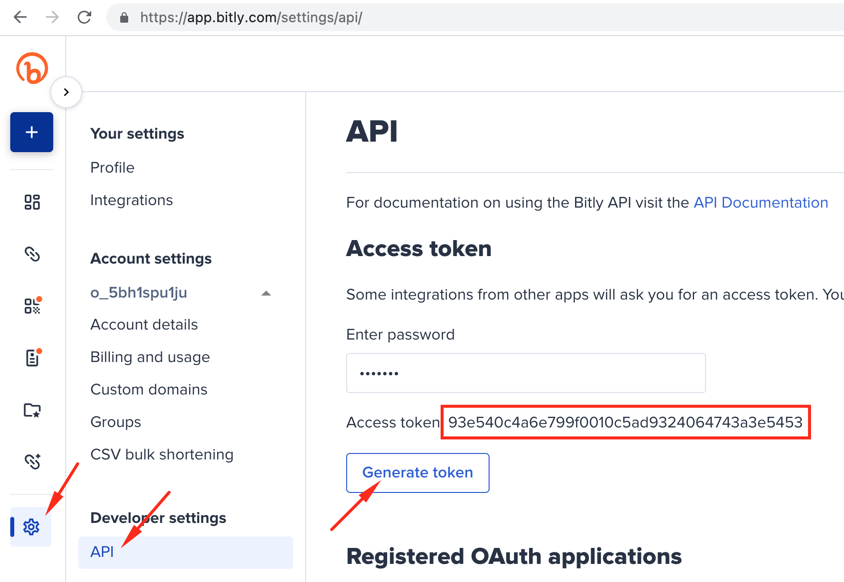 https://app.bitly.com/settings/api/
b
Your settings
Profile
Integrations
Account settings
o_5bh1spu1ju
Account details
Billing and usage
Custom domains
Groups
CSV bulk shortening
Developer settings
API
API
For documentation on using the Bitly API visit the API Documentation
Access token
Some integrations from other apps will ask you for an access token. You
Enter password
•••••••
Access token 93e540c4a6e799f0010c5ad9324064743a3e5453
Generate token
Registered OAuth applications